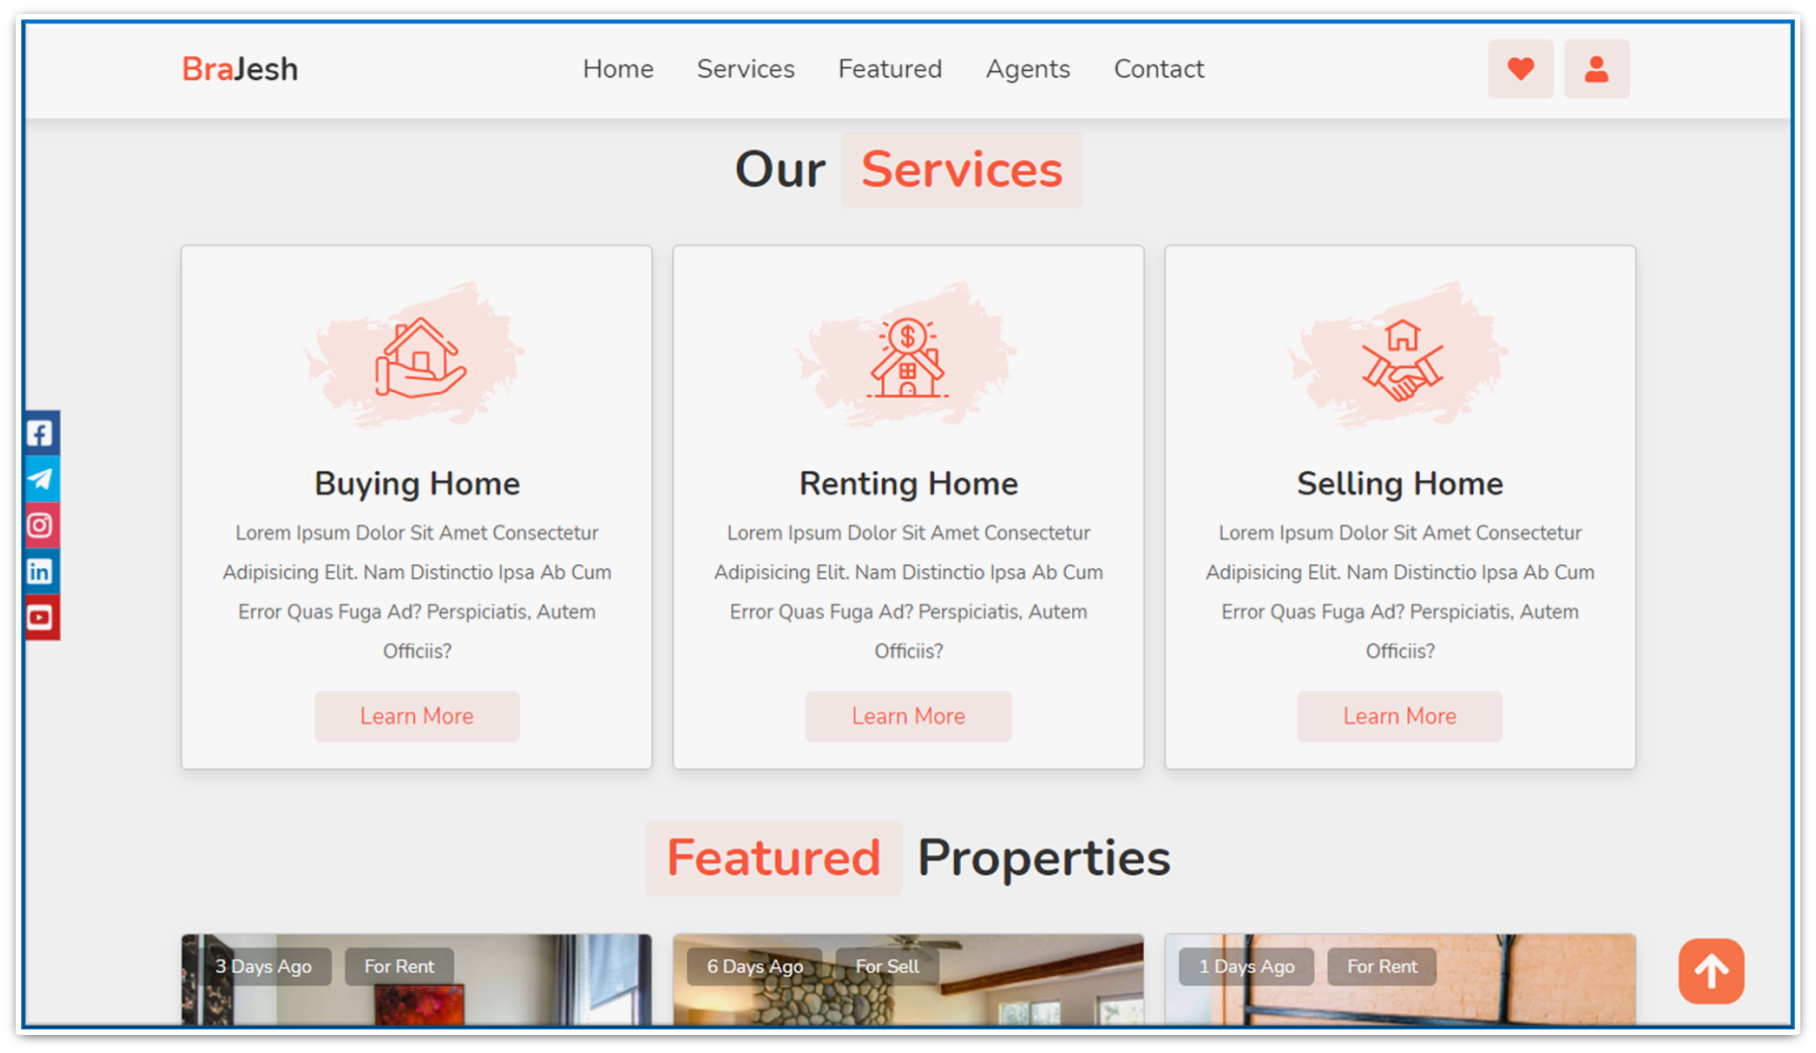 BraJesh
Home Services Featured Agents Contact
Our Services
Buying Home
Lorem Ipsum Dolor Sit Amet Consectetur
Adipisicing Elit. Nam Distinctio Ipsa Ab Cum
Error Quas Fuga Ad? Perspiciatis, Autem
Officiis?
Learn More
Renting Home
Lorem Ipsum Dolor Sit Amet Consectetur
Adipisicing Elit. Nam Distinctio Ipsa Ab Cum
Error Quas Fuga Ad? Perspiciatis, Autem
Officiis?
Learn More
Selling Home
Lorem Ipsum Dolor Sit Amet Consectetur
Adipisicing Elit. Nam Distinctio Ipsa Ab Cum
Error Quas Fuga Ad? Perspiciatis, Autem
Officiis?
Learn More
Featured Properties
3 Days Ago For Rent
6 Days Ago For Sell
1 Days Ago For Rent